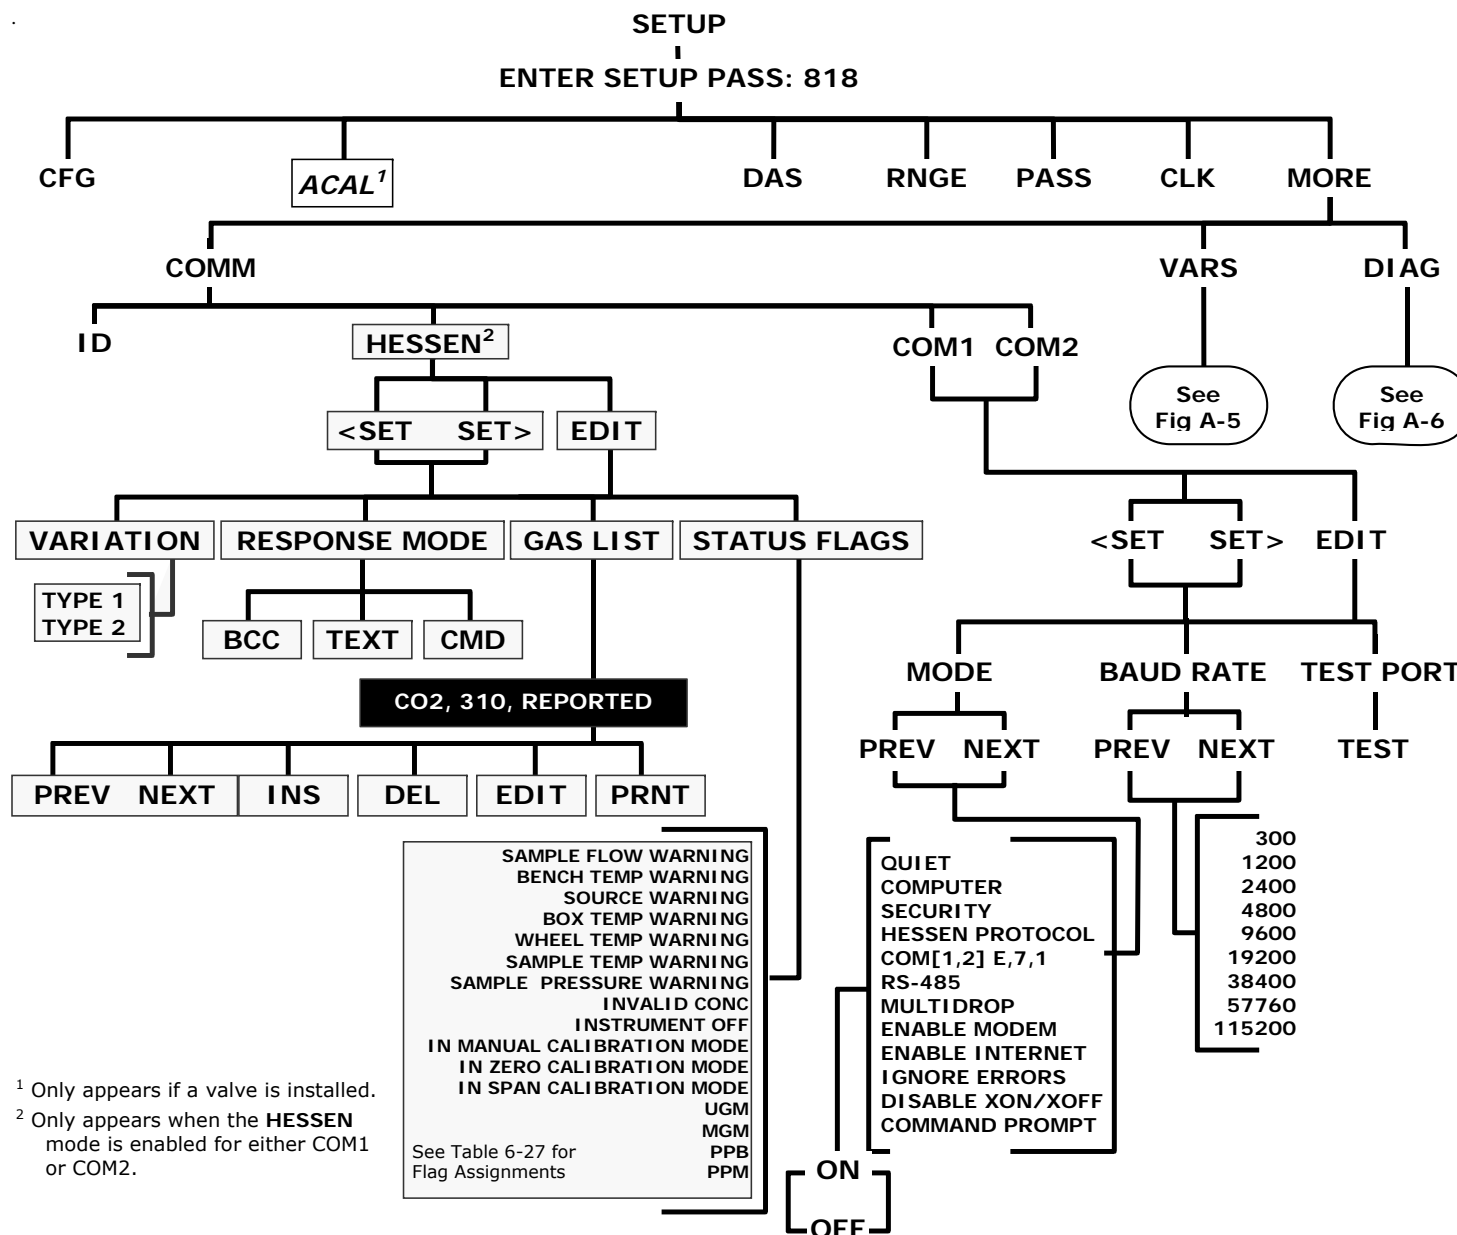 SETUP
ENTER SETUP PASS: 818
CFG
ACAL1
DAS
RNGE
PASS
CLK
MORE
COMM
VARS
DIAG
ID
HESSEN2
COM1
COM2
See
Fig A-5
See
Fig A-6
<SET SET>
EDIT
<SET SET>
EDIT
VARIATION
RESPONSE MODE
GAS LIST
STATUS FLAGS
TYPE 1
TYPE 2
BCC
TEXT
CMD
MODE
BAUD RATE
TEST PORT
CO2, 310, REPORTED
PREV NEXT
PREV NEXT
TEST
PREV NEXT
INS
DEL
EDIT
PRNT
SAMPLE FLOW WARNING
BENCH TEMP WARNING
SOURCE WARNING
BOX TEMP WARNING
WHEEL TEMP WARNING
SAMPLE TEMP WARNING
SAMPLE PRESSURE WARNING
INVALID CONC
INSTRUMENT OFF
IN MANUAL CALIBRATION MODE
IN ZERO CALIBRATION MODE
IN SPAN CALIBRATION MODE
UGM
MGM
PPB
PPM
See Table 6-27 for
Flag Assignments
QUIET
COMPUTER
SECURITY
HESSEN PROTOCOL
COM[1,2] E,7,1
RS-485
MULTIDROP
ENABLE MODEM
ENABLE INTERNET
IGNORE ERRORS
DISABLE XON/XOFF
COMMAND PROMPT
300
1200
2400
4800
9600
19200
38400
57760
115200
ON
OFF
1 Only appears if a valve is installed.
2 Only appears when the HESSEN
mode is enabled for either COM1
or COM2.